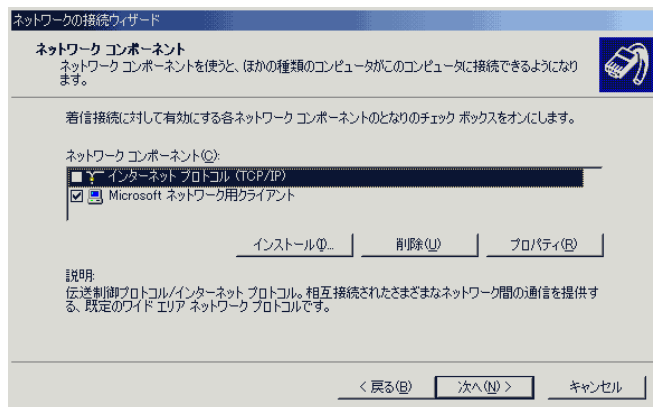 ネットワークの接続ウィザード
ネットワーク コンポーネント
ネットワーク コンポーネントを使うと、ほかの種類のコンピュータがこのコンピュータに接続できるようになり
ます。
着信接続に対して有効にする各ネットワーク コンポーネントのとなりのチェック ボックスをオンにします。
ネットワーク コンポーネント(C):
インターネット プロトコル (TCP/IP)
Microsoft ネットワーク用クライアント
インストール(I)... 削除(U) プロパティ(R)
説明:
伝送制御プロトコル/インターネット プロトコル。相互接続されたさまざまなネットワーク間の通信を提供す
る、既定のワイド エリア ネットワーク プロトコルです。
< 戻る(B) 次へ(N) > キャンセル